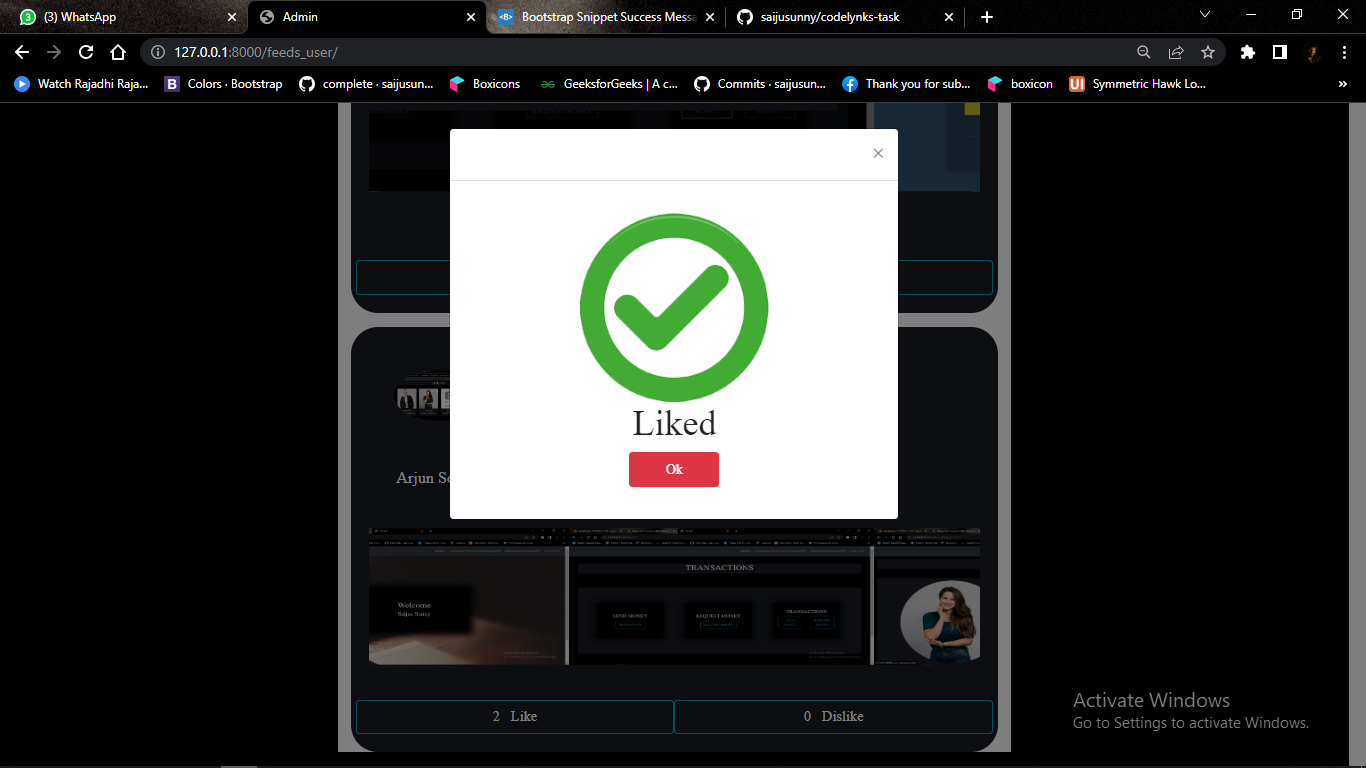 3 (3) WhatsApp
Admin
Bootstrap Snippet Success Messa
saijusunny/codelynks-task
127.0.0.1:8000/feeds_user/
Watch Rajadhi Raja...
B Colors · Bootstrap
complete · saijusun...
Boxicons
GeeksforGeeks | A c...
Commits · saijusun...
Thank you for sub...
boxicon
UI Symmetric Hawk Lo...
»
×
Liked
Ok
Arjun
TRANSACTIONS
Welcome
Saiju Sunny
SEND MONEY
REQUEST MONEY
TRANSACTIONS
2 Like
0 Dislike
Activate Windows
Go to Settings to activate Windows.